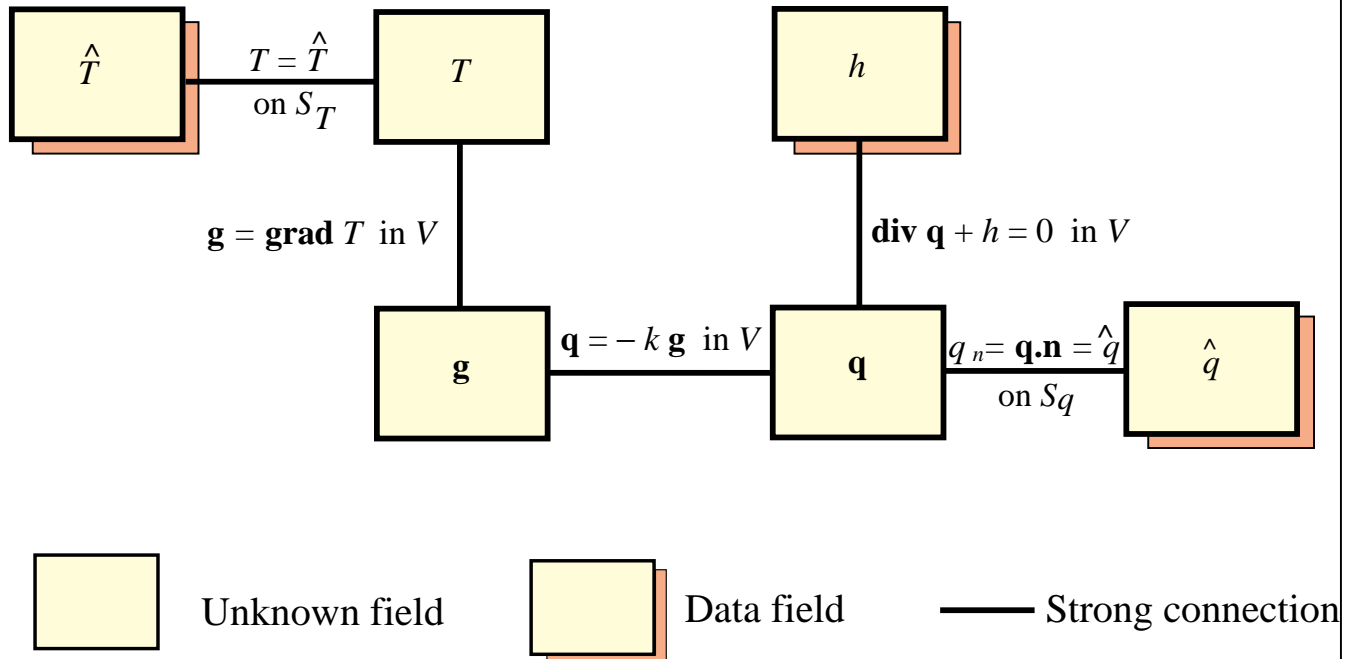 T̂
T = T̂
on S_T
T
h
g = grad T in V
div q + h = 0 in V
g
q = − k g in V
q
q_n = q.n = q̂
on S_q
q̂
Unknown field
Data field
Strong connection